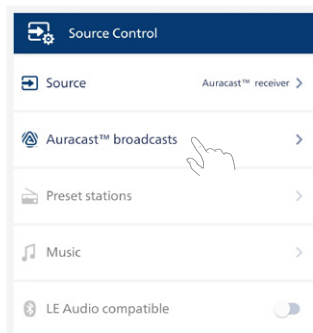 Source Control
Source Auracast™ receiver
Auracast™ broadcasts
Preset stations
Music
LE Audio compatible